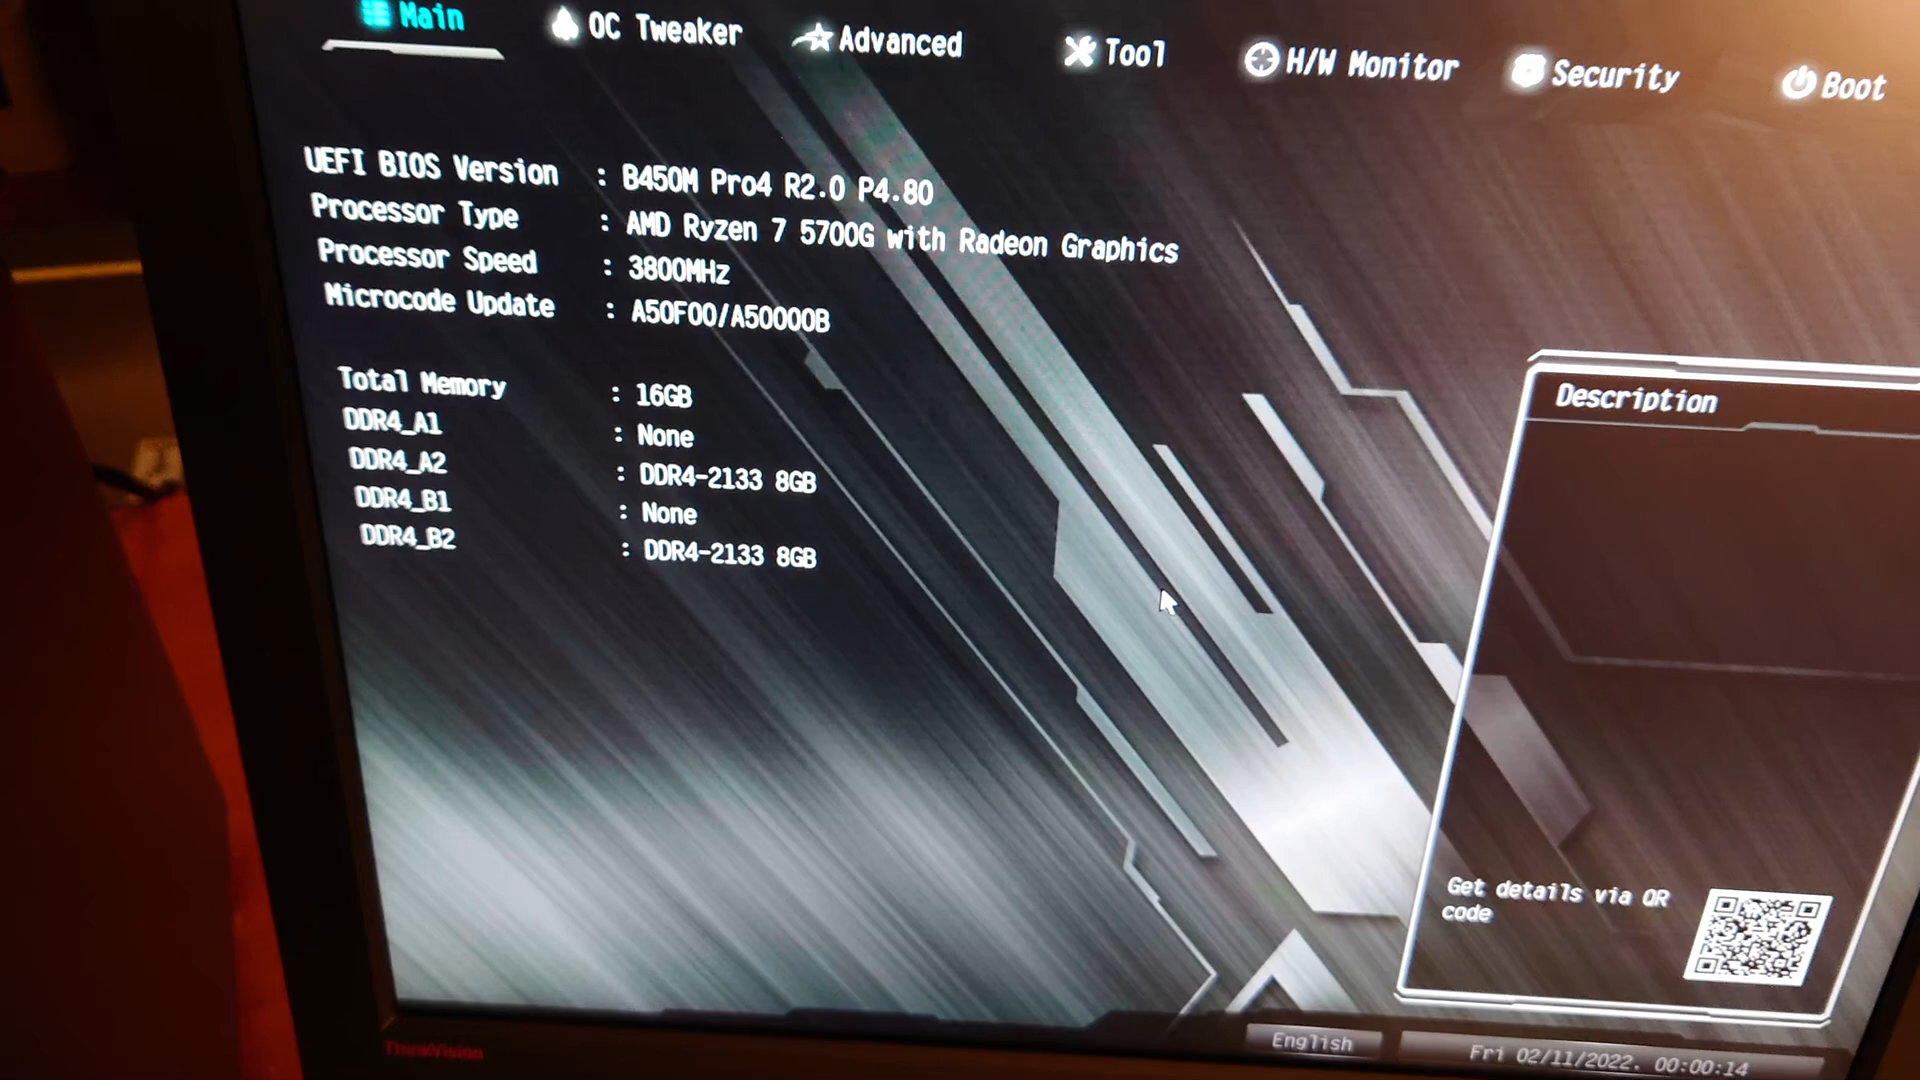 Main OC Tweaker Advanced Tool H/W Monitor Security Boot
UEFI BIOS Version : B450M Pro4 R2.0 P4.80
Processor Type : AMD Ryzen 7 5700G with Radeon Graphics
Processor Speed : 3800MHz
Microcode Update : A50F00/A50000B
Total Memory : 16GB
DDR4_A1 : None
DDR4_A2 : DDR4-2133 8GB
DDR4_B1 : None
DDR4_B2 : DDR4-2133 8GB
Description
Get details via QR
code
English Fri 02/11/2022. 00:00:14
ThinkVision